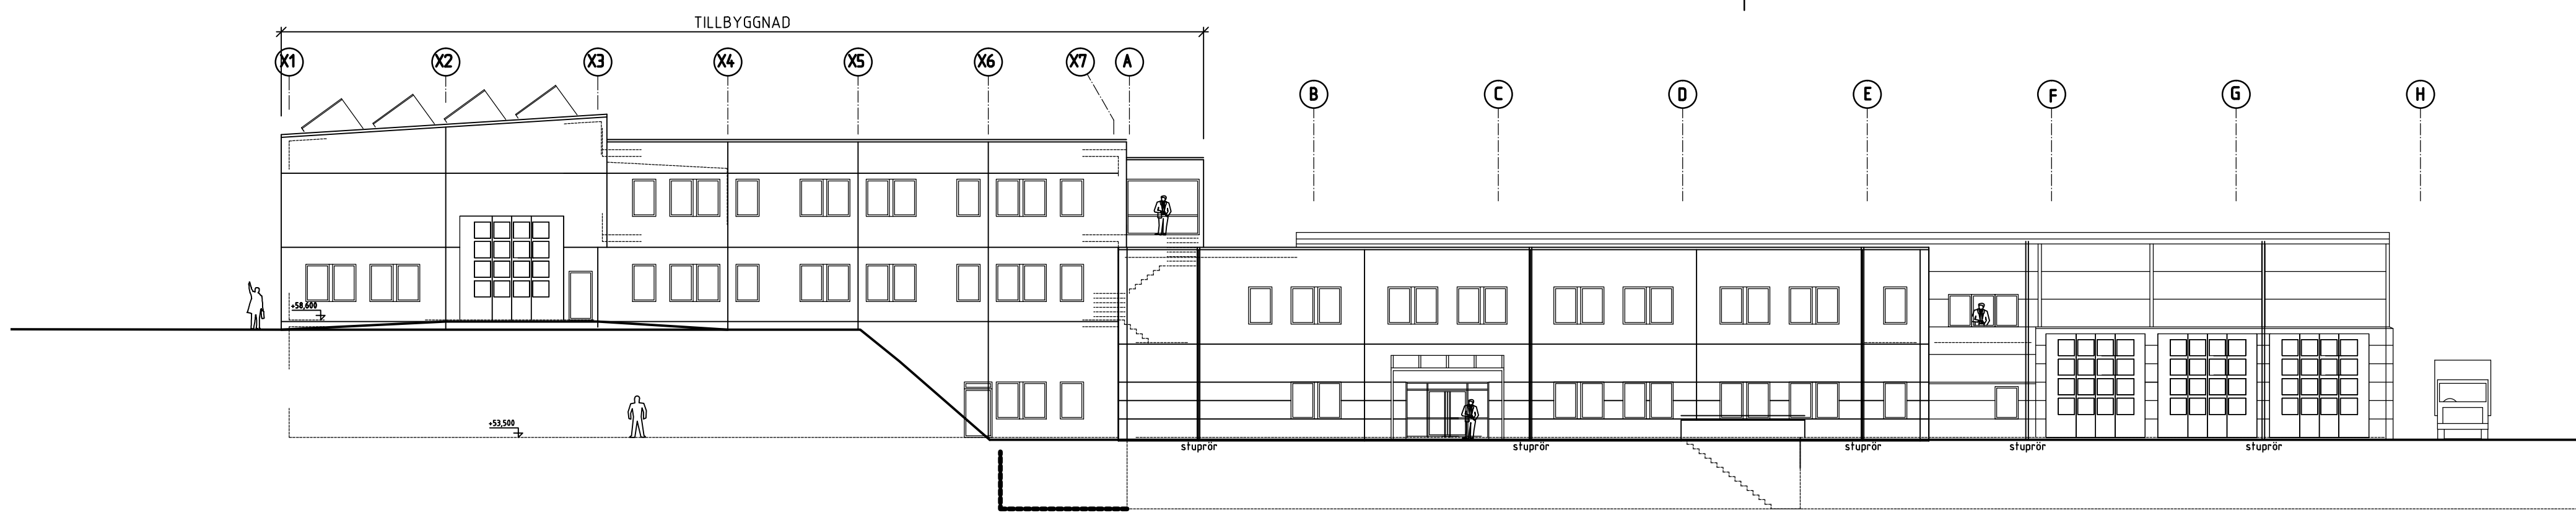 TILLBYGGNAD
X1 X2 X3 X4 X5 X6 X7 A
B C D E F G H
+58,600
+53,500
stuprör stuprör stuprör stuprör stuprör